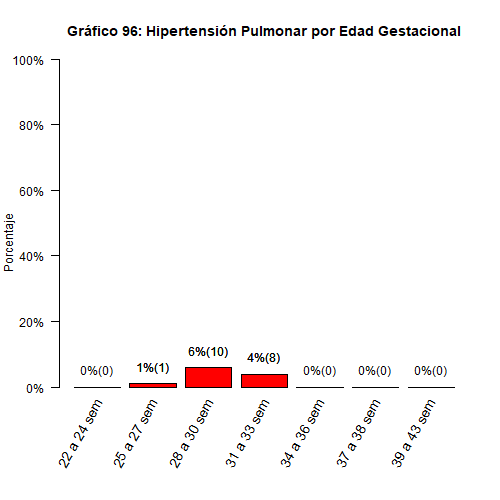 Gráfico 96: Hipertensión Pulmonar por Edad Gestacional
100%
80%
60%
40%
20%
0%
Porcentaje
0%(0)
1%(1)
6%(10)
4%(8)
0%(0)
0%(0)
0%(0)
22 a 24 sem
25 a 27 sem
28 a 30 sem
31 a 33 sem
34 a 36 sem
37 a 38 sem
39 a 43 sem